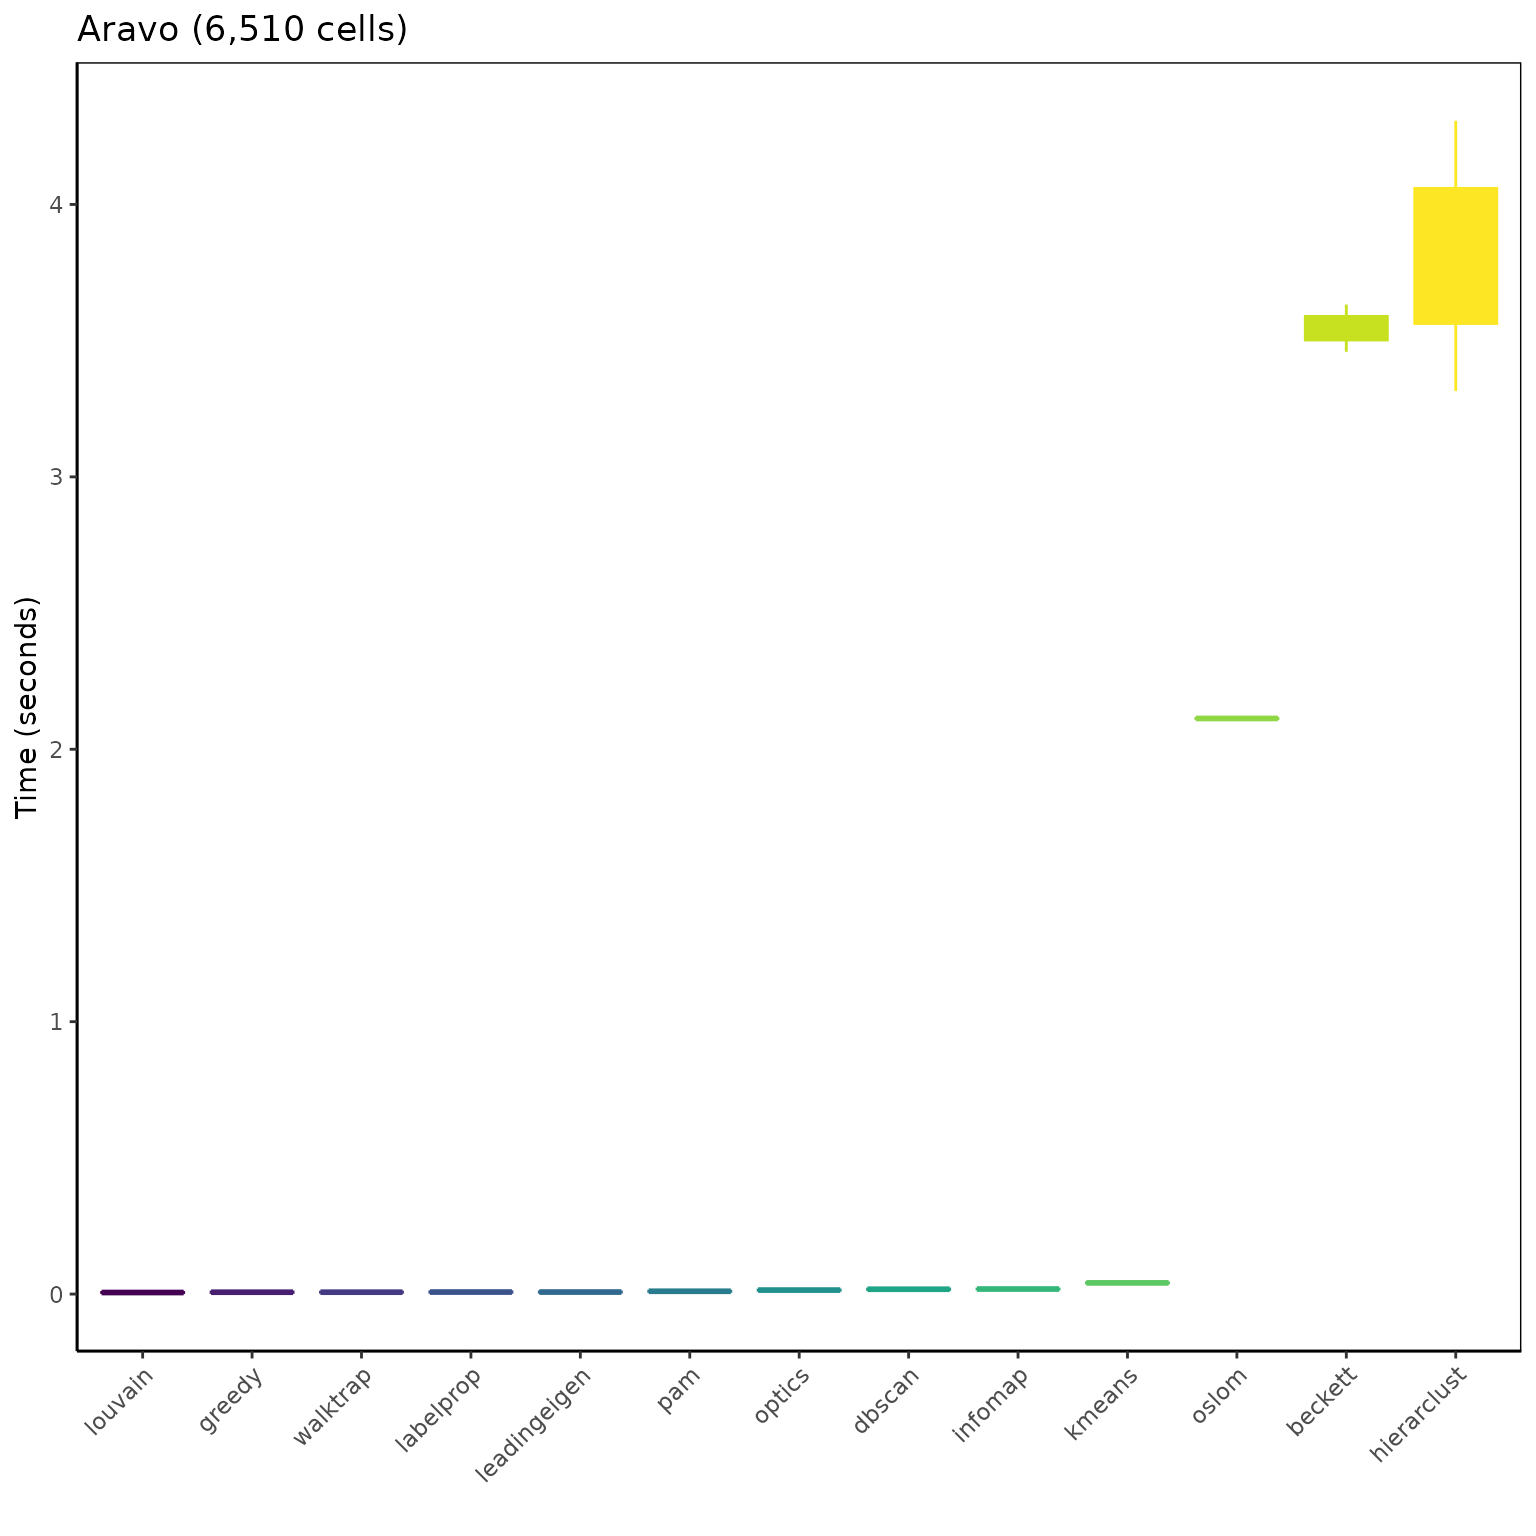 Aravo (6,510 cells)
Time (seconds)
4
3
2
1
0
louvain
greedy
walktrap
labelprop
leadingeigen
pam
optics
dbscan
infomap
kmeans
oslom
beckett
hierarclust